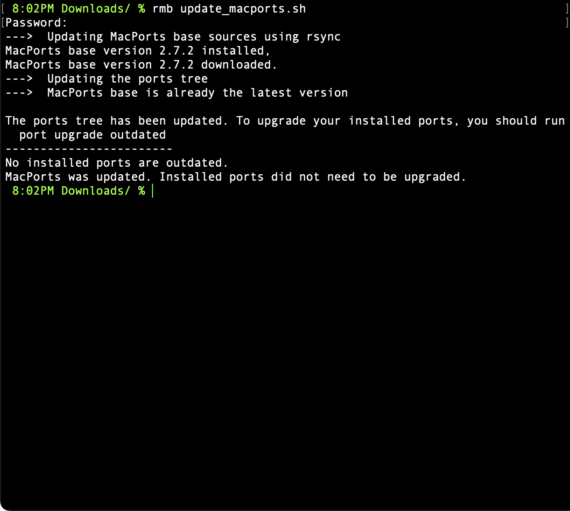 [ 8:02PM Downloads/ % rmb update_macports.sh ]
[Password: ]
--->  Updating MacPorts base sources using rsync
MacPorts base version 2.7.2 installed,
MacPorts base version 2.7.2 downloaded.
--->  Updating the ports tree
--->  MacPorts base is already the latest version

The ports tree has been updated. To upgrade your installed ports, you should run
  port upgrade outdated
------------------------
No installed ports are outdated.
MacPorts was updated. Installed ports did not need to be upgraded.
 8:02PM Downloads/ %